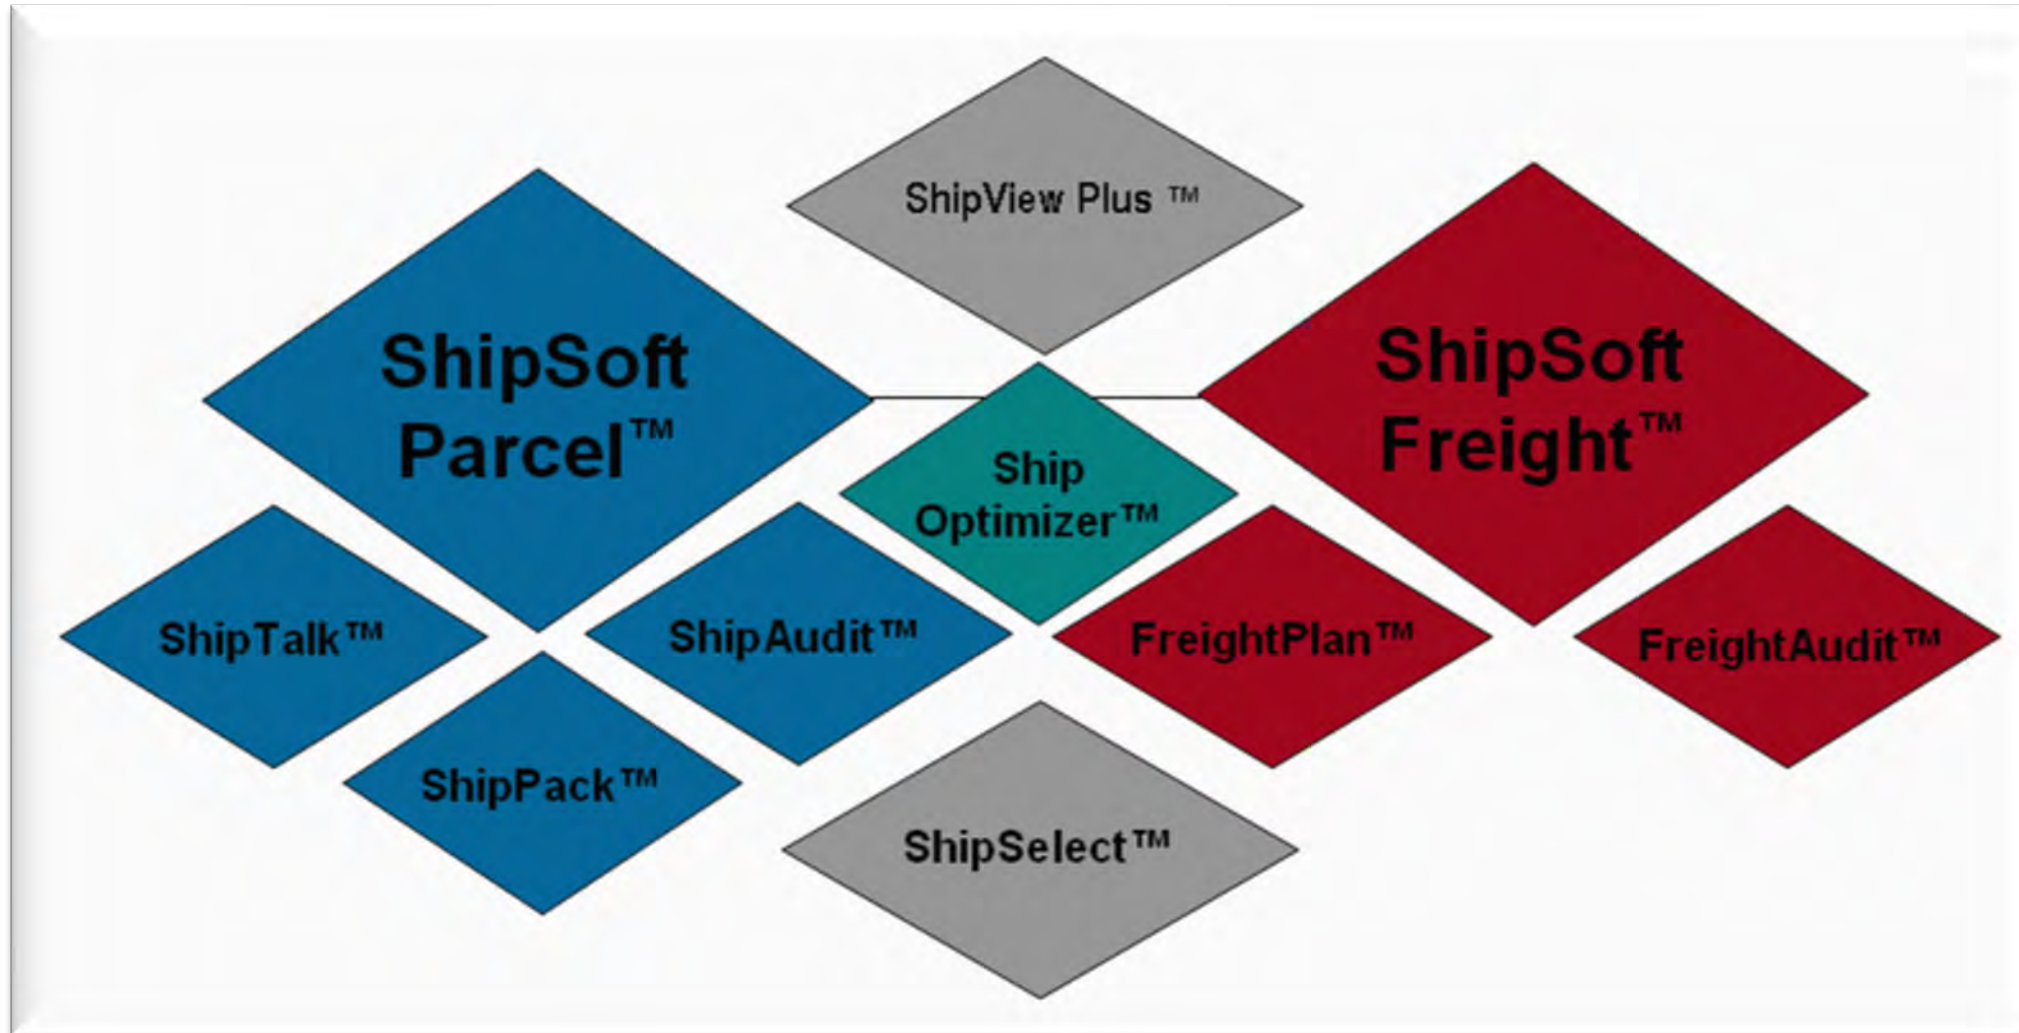 ShipView Plus ™
ShipSoft
Parcel™
ShipSoft
Freight™
Ship
Optimizer™
ShipTalk™
ShipAudit™
FreightPlan™
FreightAudit™
ShipPack™
ShipSelect™